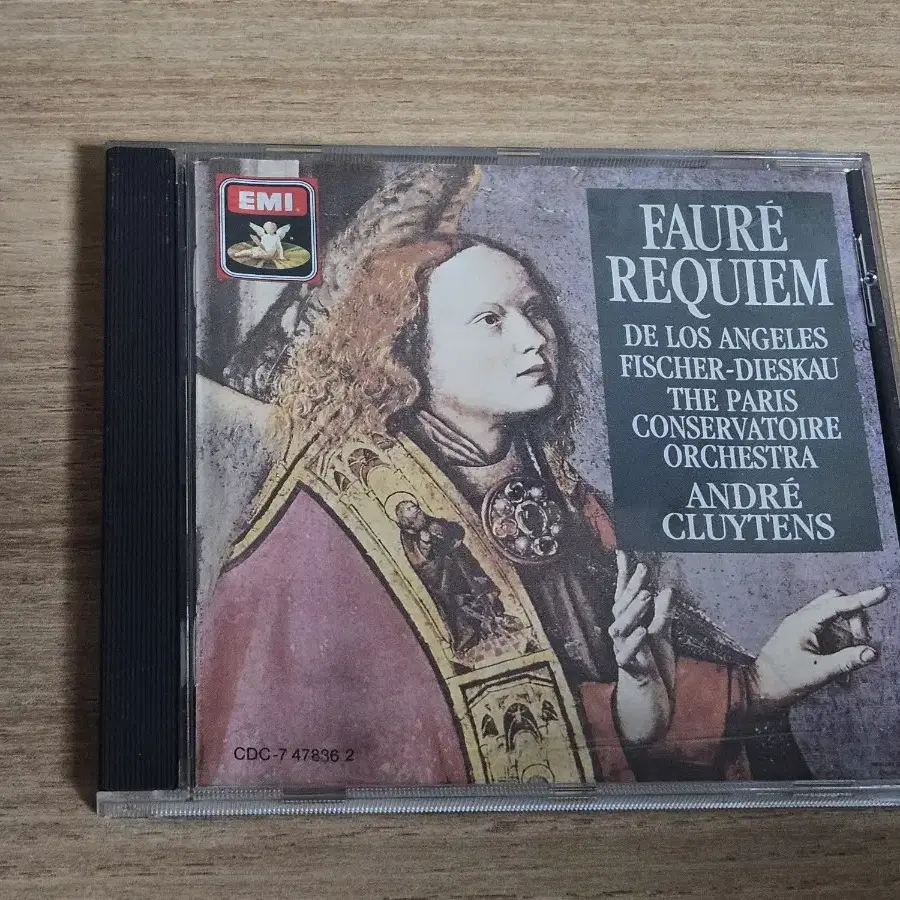 EMI
FAURÉ
REQUIEM
DE LOS ANGELES
FISCHER-DIESKAU
THE PARIS
CONSERVATOIRE
ORCHESTRA
ANDRÉ
CLUYTENS
CDC-7 47836 2